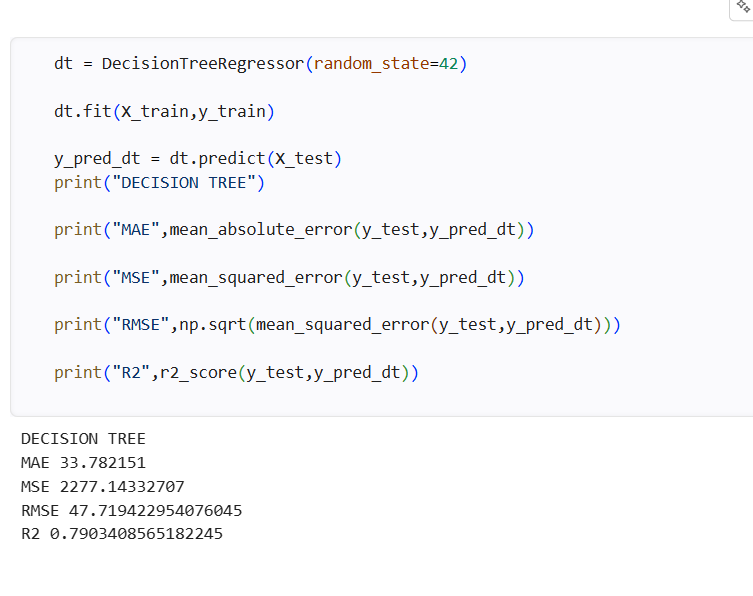 dt = DecisionTreeRegressor(random_state=42)
dt.fit(X_train,y_train)
y_pred_dt = dt.predict(X_test)
print("DECISION TREE")
print("MAE",mean_absolute_error(y_test,y_pred_dt))
print("MSE",mean_squared_error(y_test,y_pred_dt))
print("RMSE",np.sqrt(mean_squared_error(y_test,y_pred_dt)))
print("R2",r2_score(y_test,y_pred_dt))
DECISION TREE
MAE 33.782151
MSE 2277.14332707
RMSE 47.719422954076045
R2 0.7903408565182245